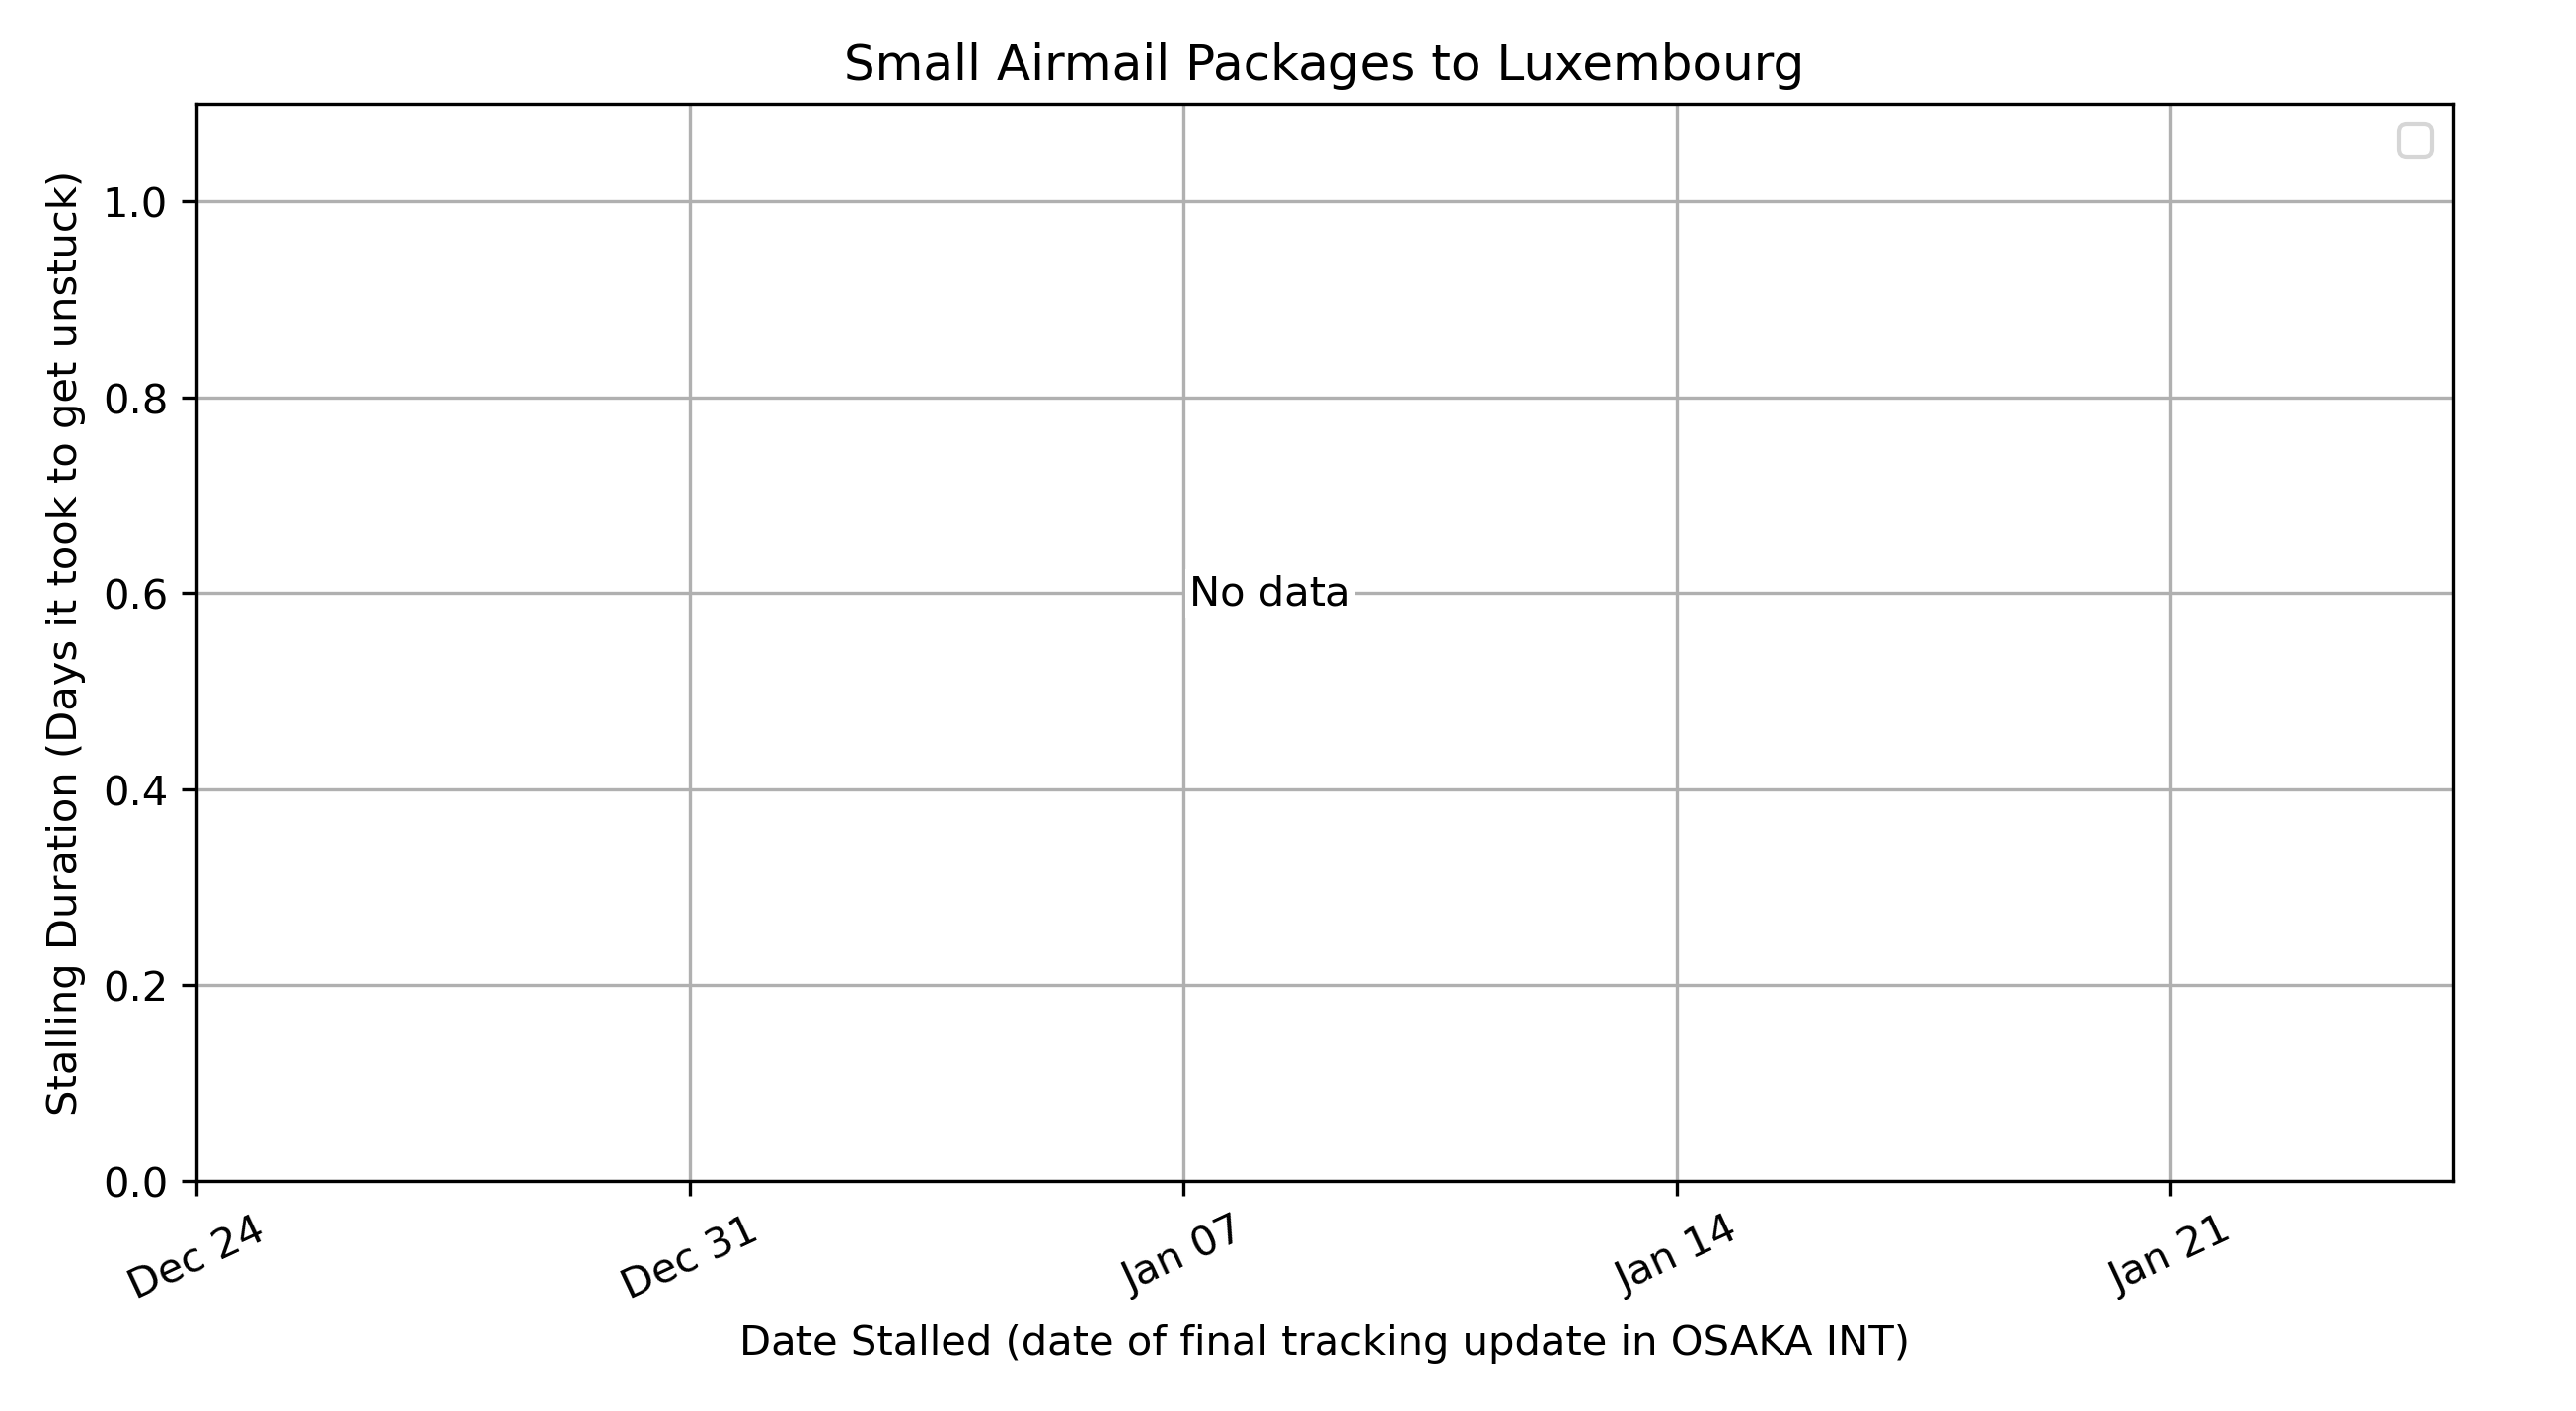 Small Airmail Packages to Luxembourg
Stalling Duration (Days it took to get unstuck)
1.0
0.8
0.6
0.4
0.2
0.0
No data
Dec 24
Dec 31
Jan 07
Jan 14
Jan 21
Date Stalled (date of final tracking update in OSAKA INT)